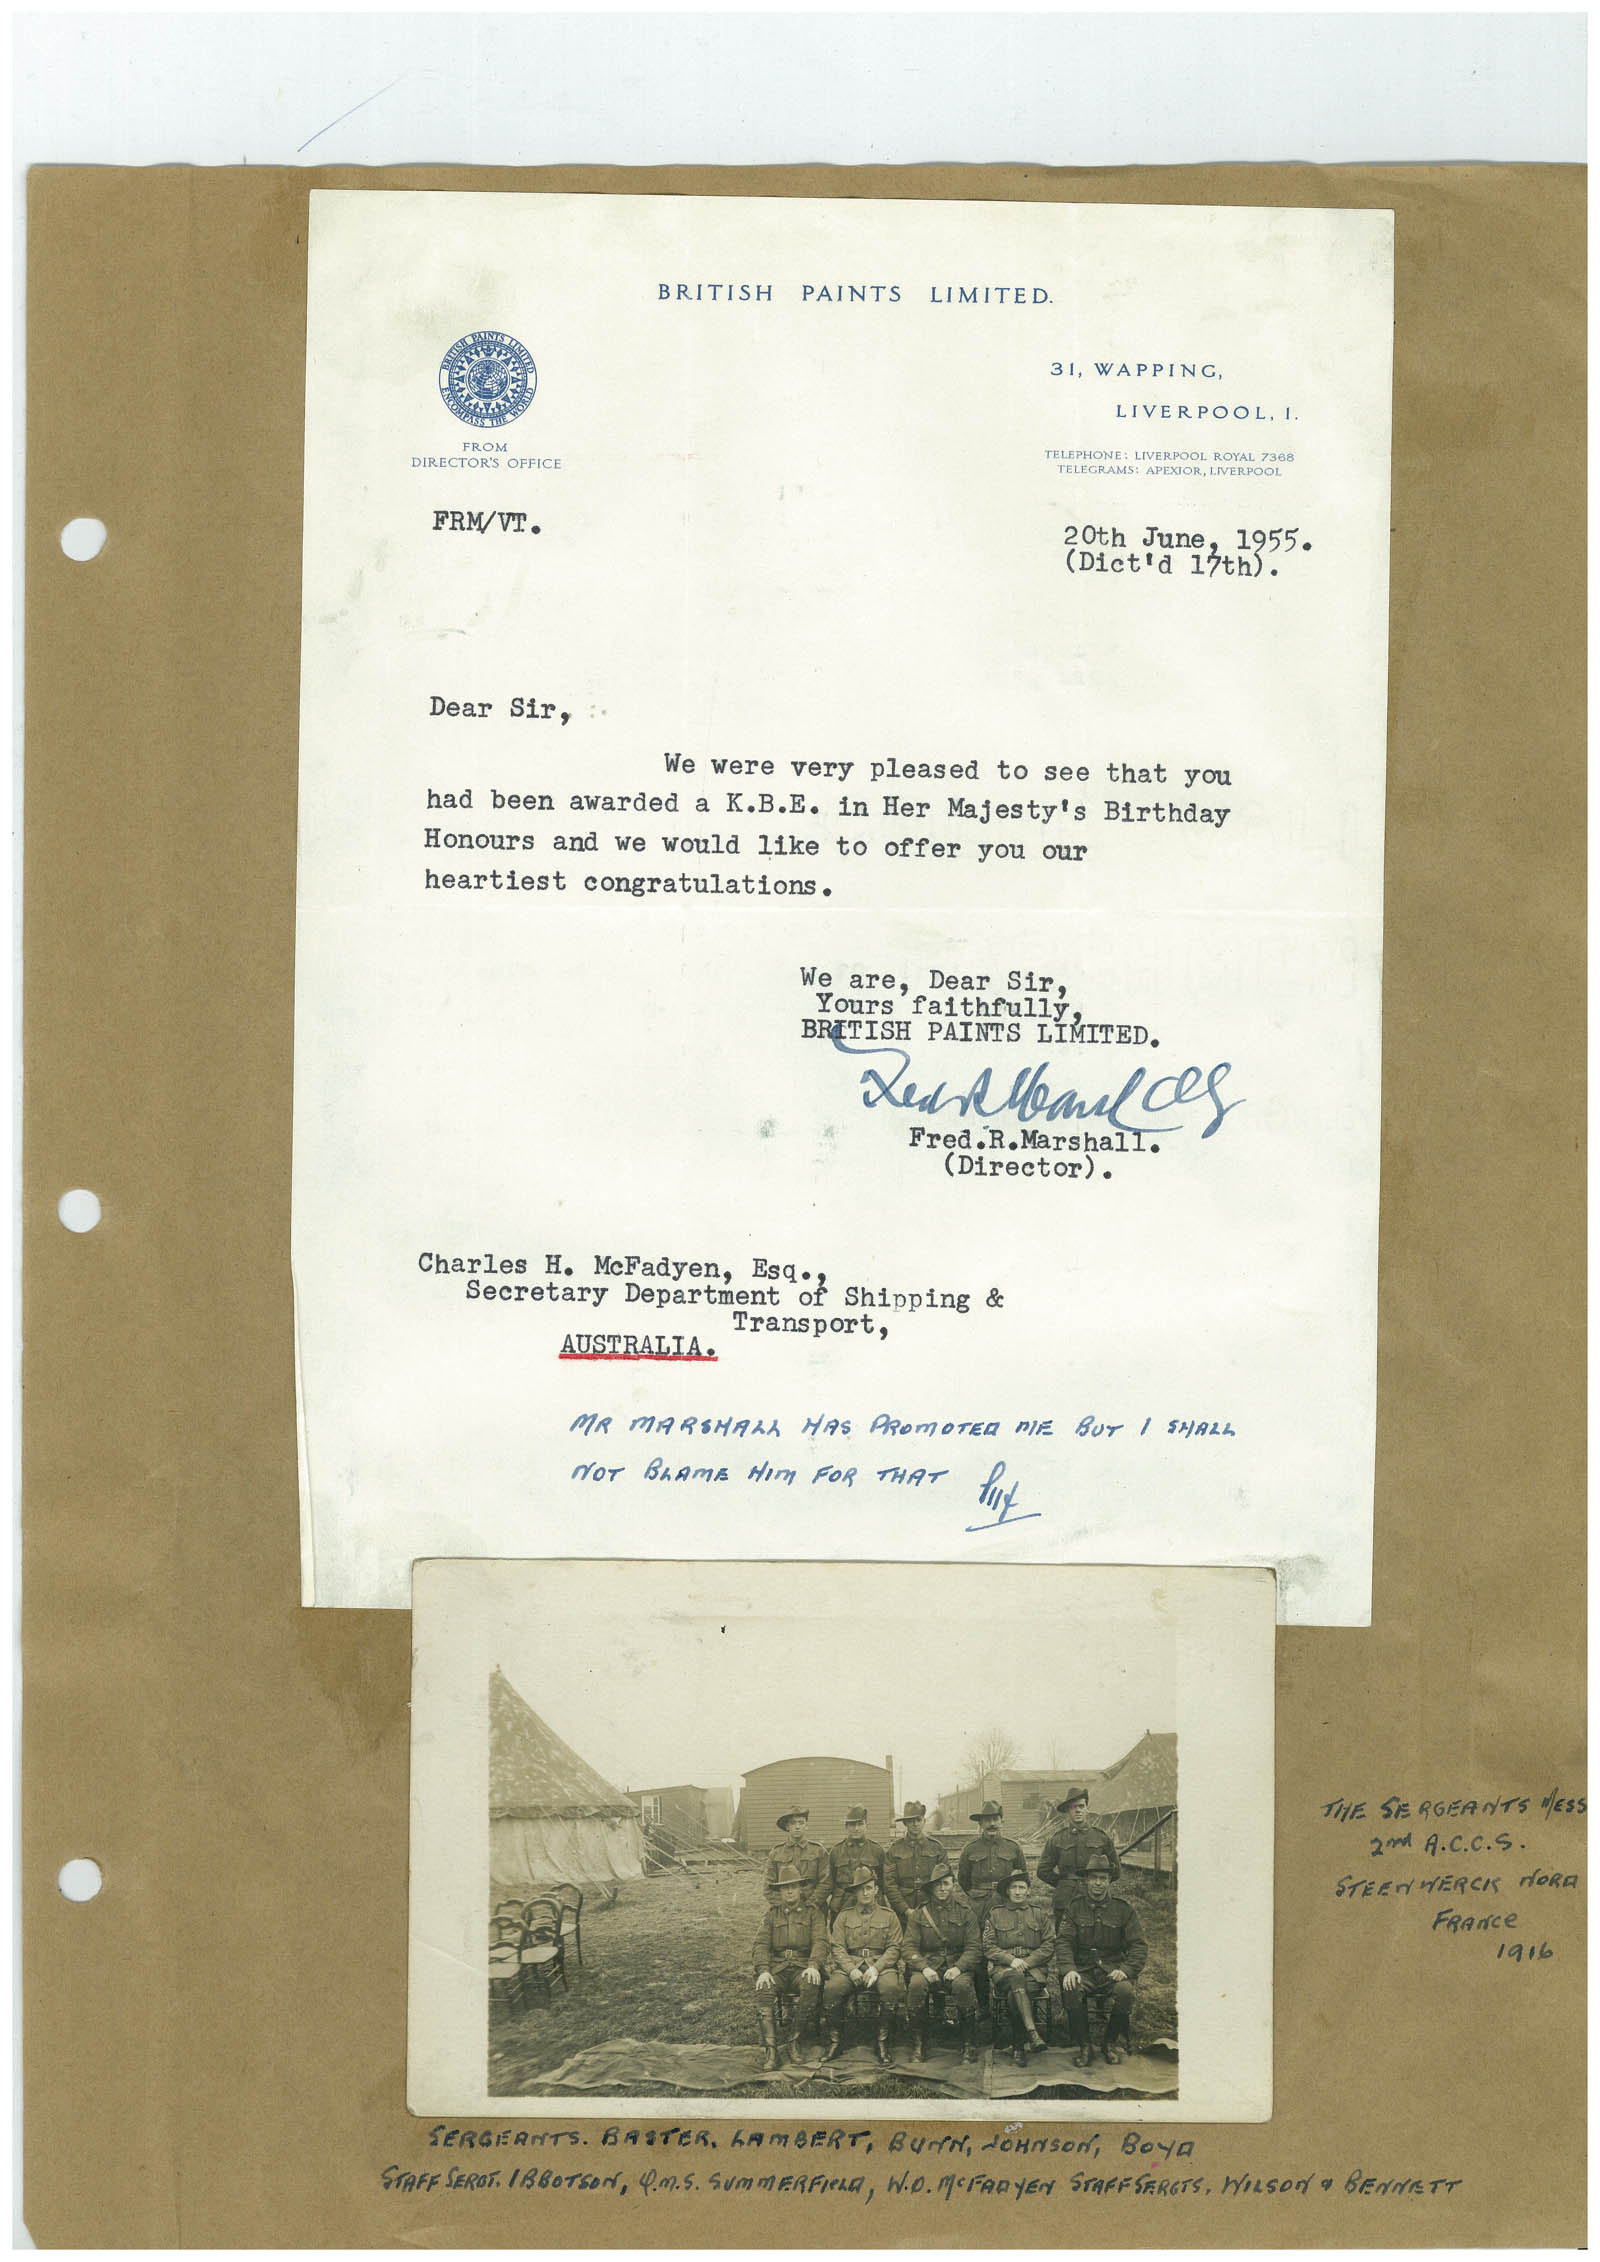 BRITISH PAINTS LIMITED.
BRITISH PAINTS LIMITED
ENCOMPASS THE WORLD
FROM
DIRECTOR'S OFFICE
31, WAPPING,
LIVERPOOL, 1.
TELEPHONE: LIVERPOOL ROYAL 7368
TELEGRAMS: APEXIOR, LIVERPOOL
FRM/VT.
20th June, 1955.
(Dict'd 17th).
Dear Sir,
We were very pleased to see that you
had been awarded a K.B.E. in Her Majesty's Birthday
Honours and we would like to offer you our
heartiest congratulations.
We are, Dear Sir,
Yours faithfully,
BRITISH PAINTS LIMITED.
Fred.R.Marshall.
(Director).
Charles H. McFadyen, Esq.,
Secretary Department of Shipping &
Transport,
AUSTRALIA.
MR MARSHALL HAS PROMOTED ME BUT I SHALL
NOT BLAME HIM FOR THAT
THE SERGEANTS MESS
2nd A.C.C.S.
STEENWERCK NORD
FRANCE
1916
SERGEANTS. BAXTER, LAMBERT, BUNN, JOHNSON, BOYD
STAFF SERGT. IBBOTSON, Q.M.S. SUMMERFIELD, W.O. McFADYEN STAFF SERGTS. WILSON & BENNETT